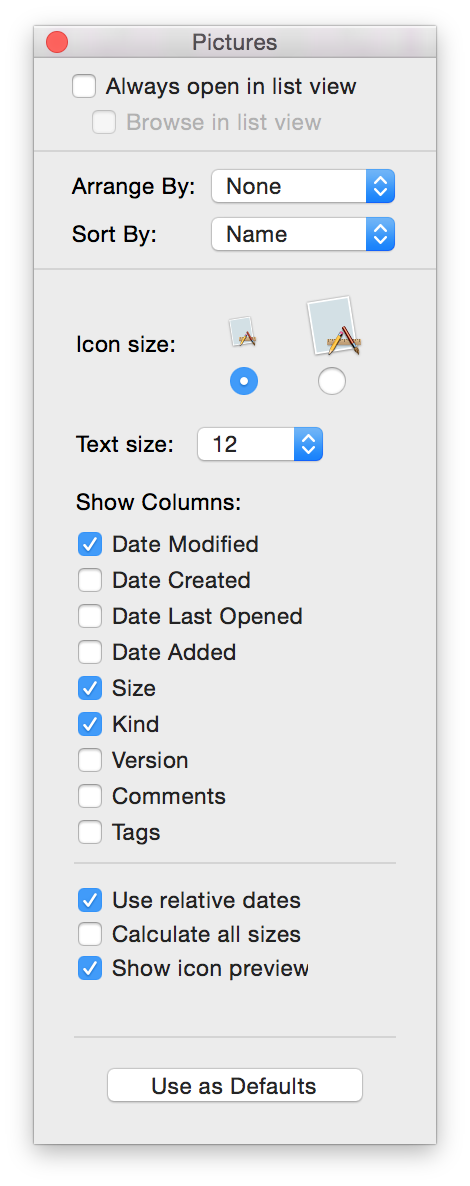 Pictures
Always open in list view
Browse in list view
Arrange By: None
Sort By: Name
Icon size:
Text size: 12
Show Columns:
Date Modified
Date Created
Date Last Opened
Date Added
Size
Kind
Version
Comments
Tags
Use relative dates
Calculate all sizes
Show icon preview
Use as Defaults